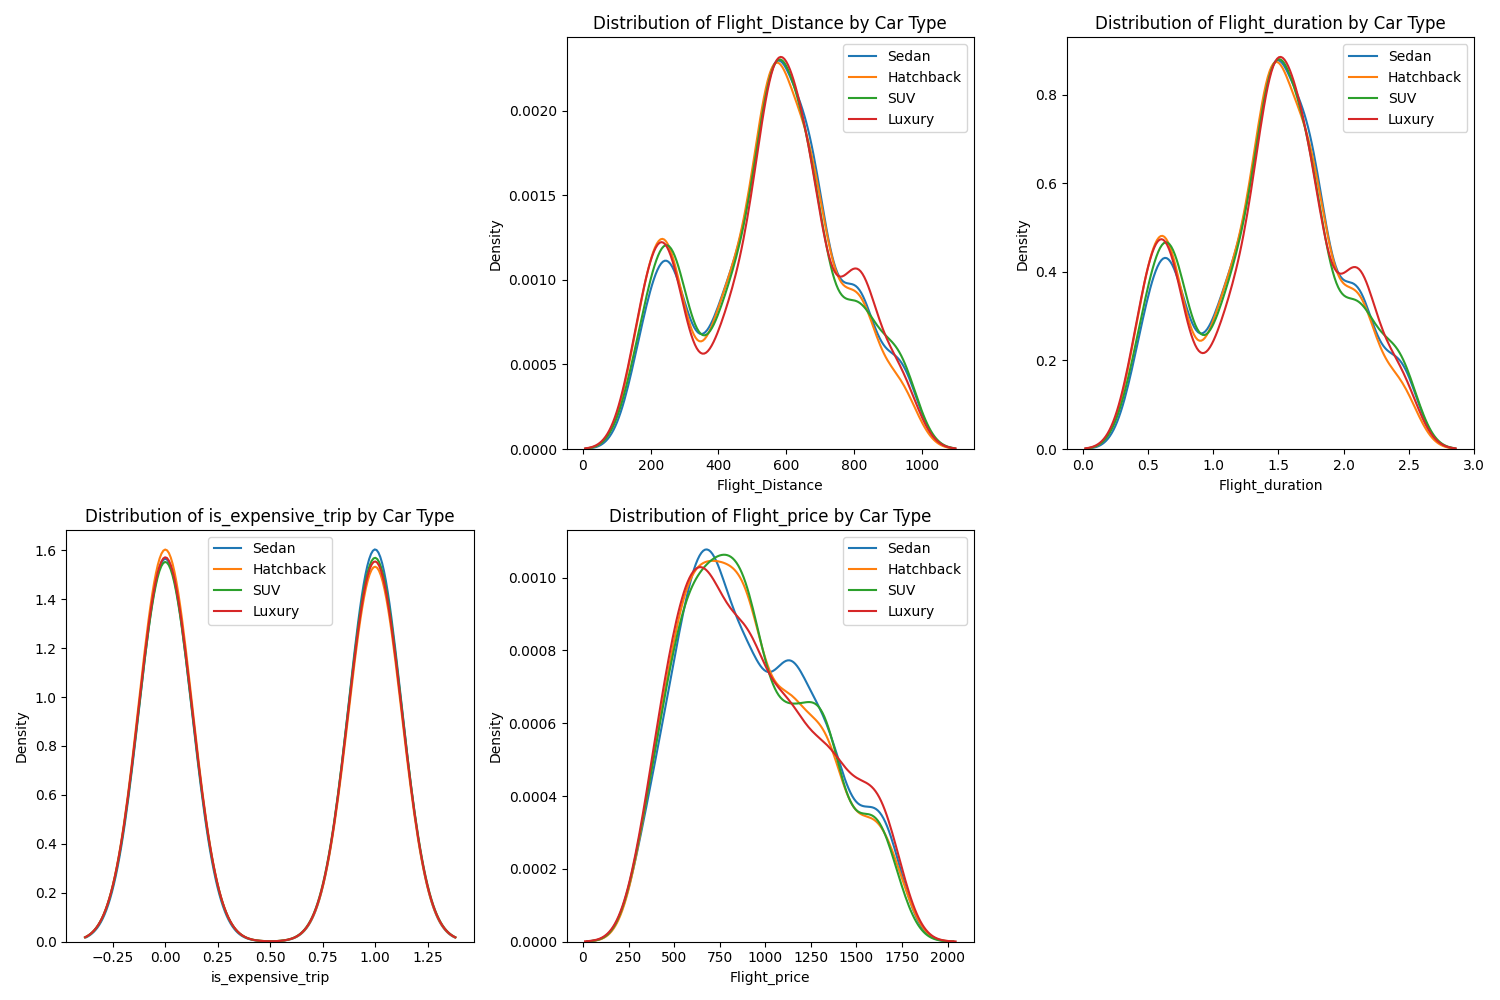 Distribution of Flight_Distance by Car Type
Sedan
Hatchback
SUV
Luxury
0.0020
0.0015
0.0010
0.0005
0.0000
Density
0 200 400 600 800 1000
Flight_Distance
Distribution of Flight_duration by Car Type
Sedan
Hatchback
SUV
Luxury
0.8
0.6
0.4
0.2
0.0
Density
0.0 0.5 1.0 1.5 2.0 2.5 3.0
Flight_duration
Distribution of is_expensive_trip by Car Type
Sedan
Hatchback
SUV
Luxury
1.6
1.4
1.2
1.0
0.8
0.6
0.4
0.2
0.0
Density
−0.25 0.00 0.25 0.50 0.75 1.00 1.25
is_expensive_trip
Distribution of Flight_price by Car Type
Sedan
Hatchback
SUV
Luxury
0.0010
0.0008
0.0006
0.0004
0.0002
0.0000
Density
0 250 500 750 1000 1250 1500 1750 2000
Flight_price